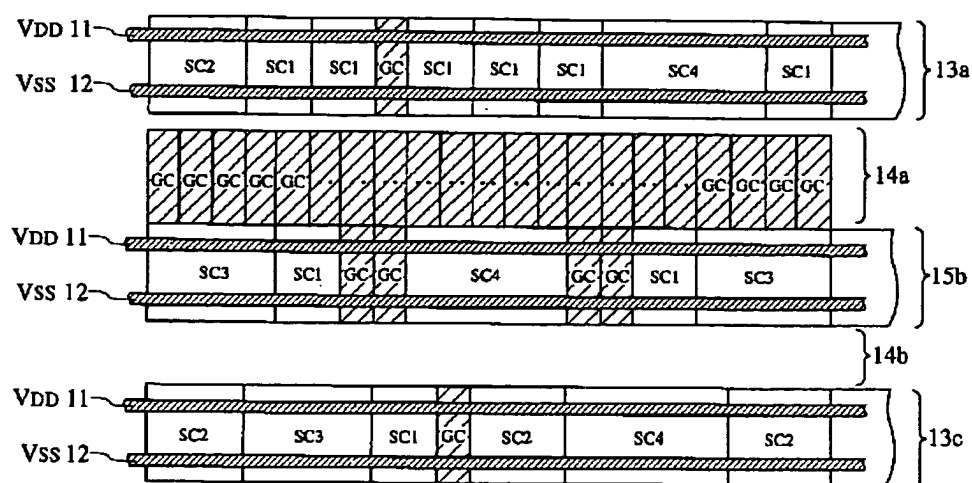 VDD 11
SC2 SC1 SC1 GC SC1 SC1 SC1 SC4 SC1
VSS 12
13a
GC GC GC GC GC GC GC GC GC
14a
VDD 11
SC3 SC1 GC GC SC4 GC GC SC1 SC3
VSS 12
15b
14b
VDD 11
SC2 SC3 SC1 GC SC2 SC4 SC2
VSS 12
13c